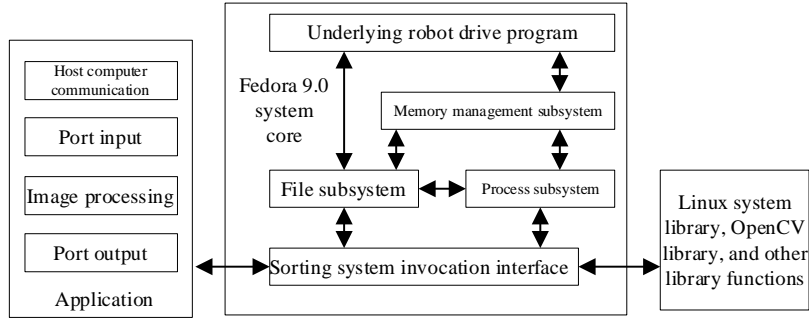 Host computer
communication
Port input
Image processing
Port output
Application
Underlying robot drive program
Fedora 9.0
system
core
Memory management subsystem
File subsystem
Process subsystem
Sorting system invocation interface
Linux system
library, OpenCV
library, and other
library functions